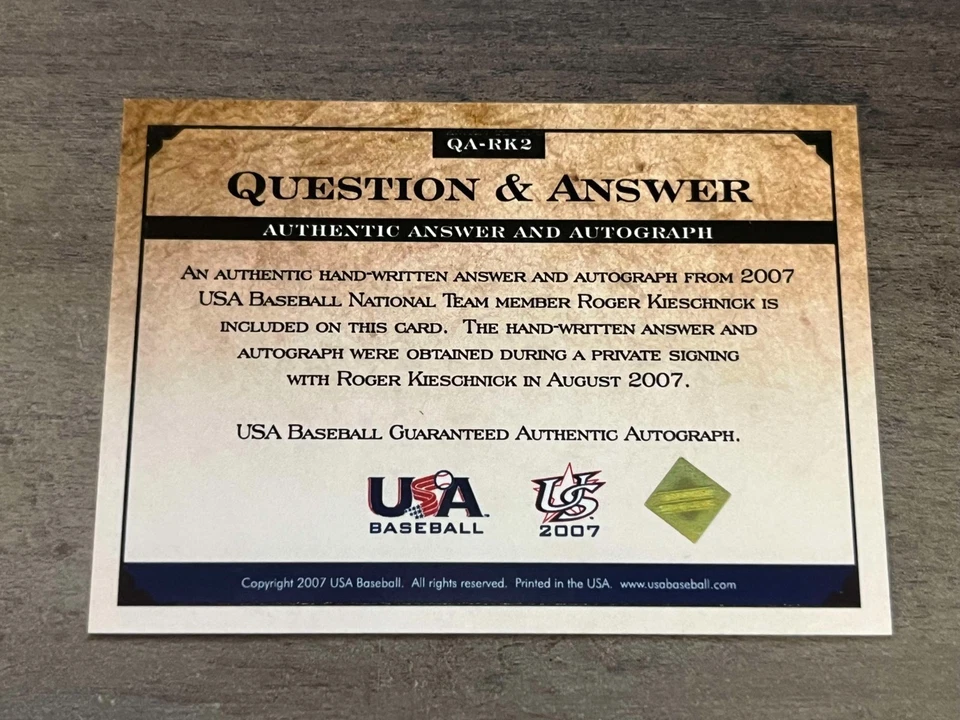 QA-RK2
QUESTION & ANSWER
AUTHENTIC ANSWER AND AUTOGRAPH
AN AUTHENTIC HAND-WRITTEN ANSWER AND AUTOGRAPH FROM 2007
USA BASEBALL NATIONAL TEAM MEMBER ROGER KIESCHNICK IS
INCLUDED ON THIS CARD. THE HAND-WRITTEN ANSWER AND
AUTOGRAPH WERE OBTAINED DURING A PRIVATE SIGNING
WITH ROGER KIESCHNICK IN AUGUST 2007.
USA BASEBALL GUARANTEED AUTHENTIC AUTOGRAPH.
USA
BASEBALL
US
2007
Copyright 2007 USA Baseball. All rights reserved. Printed in the USA. www.usabaseball.com